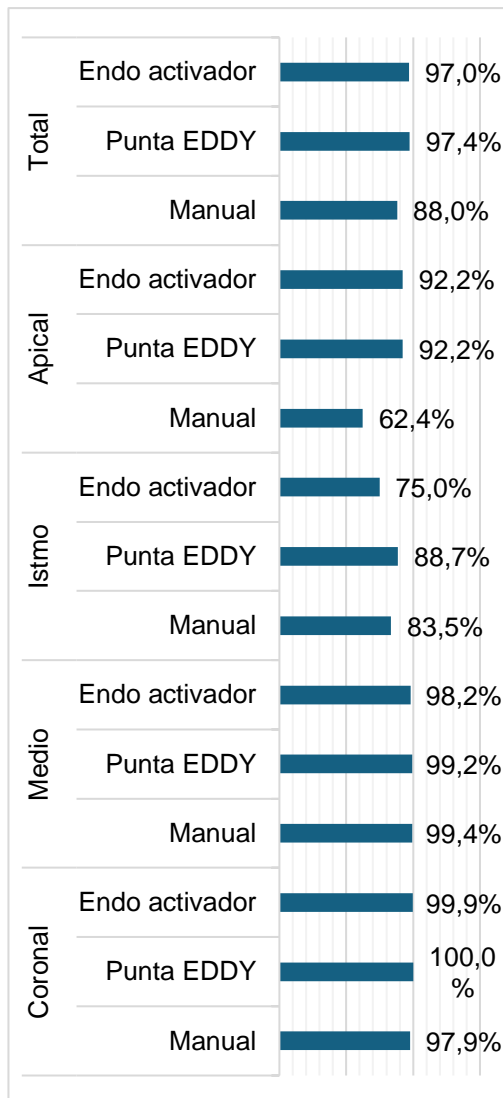 Total
Endo activador 97,0%
Punta EDDY 97,4%
Manual 88,0%
Apical
Endo activador 92,2%
Punta EDDY 92,2%
Manual 62,4%
Istmo
Endo activador 75,0%
Punta EDDY 88,7%
Manual 83,5%
Medio
Endo activador 98,2%
Punta EDDY 99,2%
Manual 99,4%
Coronal
Endo activador 99,9%
Punta EDDY 100,0
%
Manual 97,9%